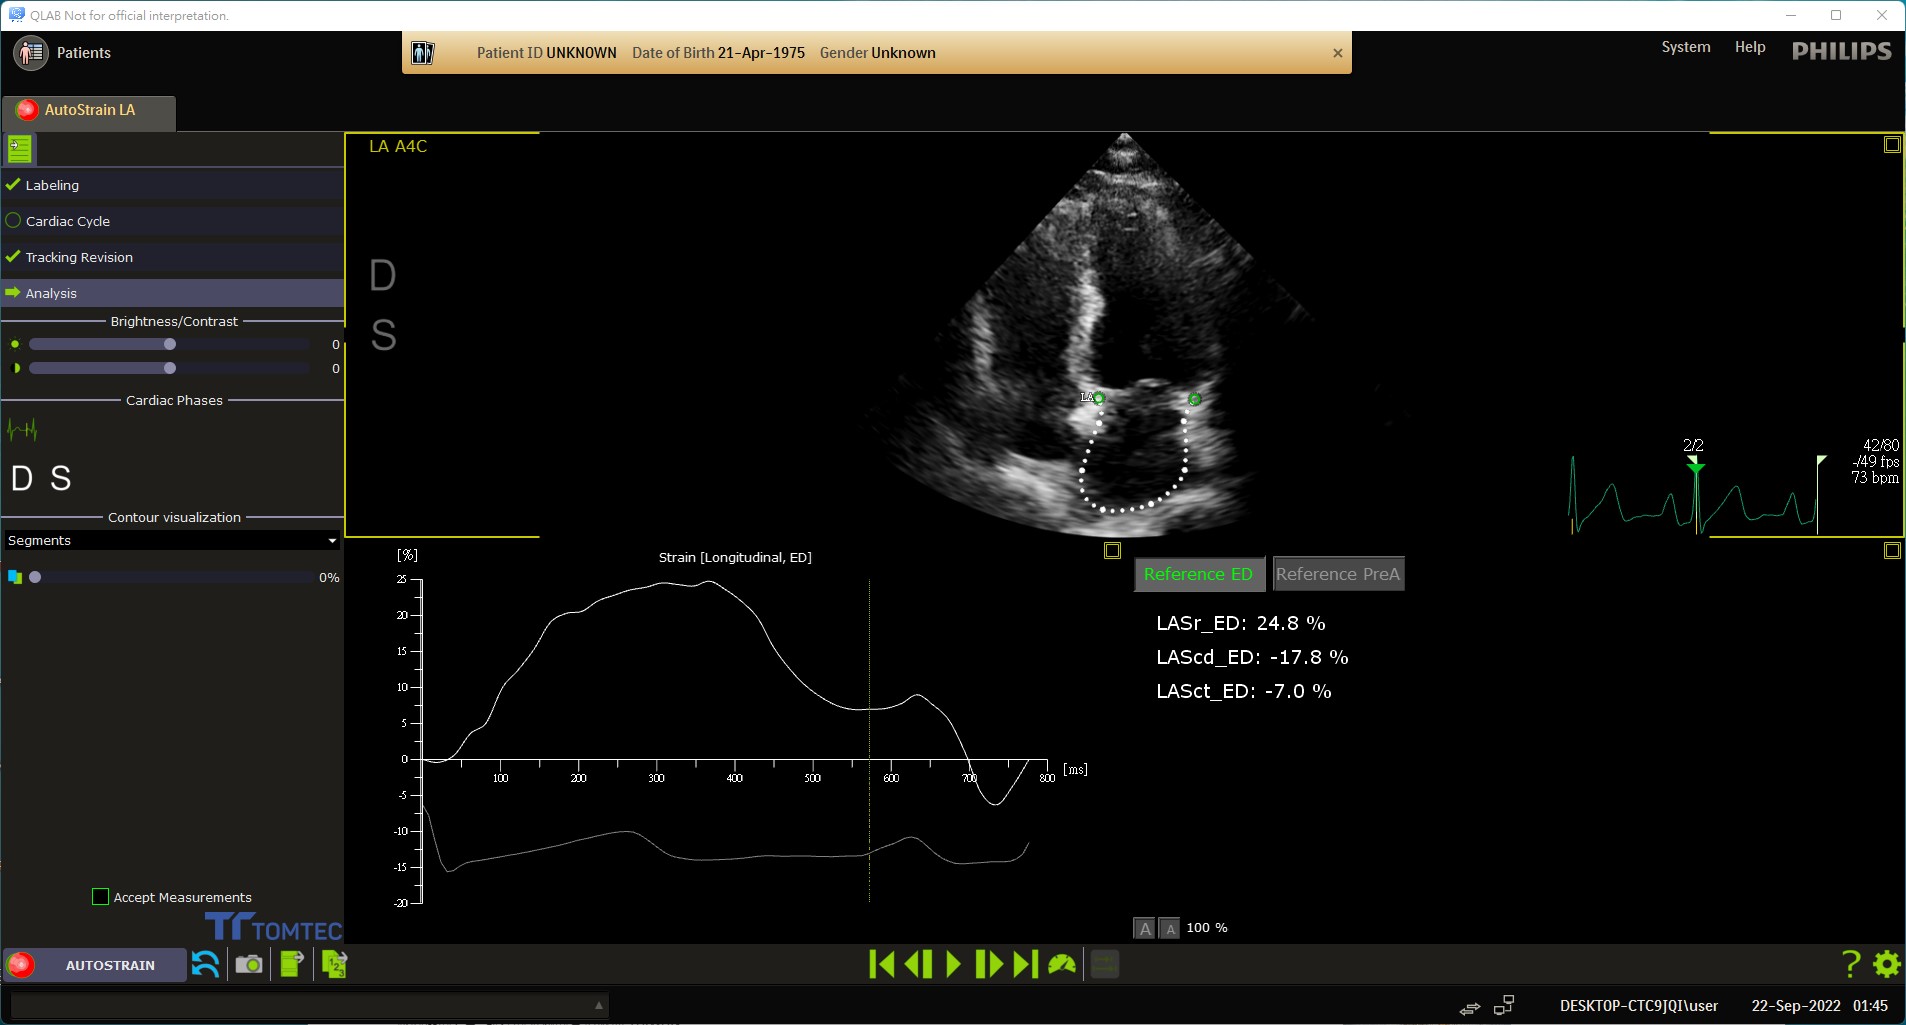 QLAB Not for official interpretation.
Patients
Patient ID UNKNOWN Date of Birth 21-Apr-1975 Gender Unknown
System Help PHILIPS
AutoStrain LA
Labeling
Cardiac Cycle
Tracking Revision
Analysis
Brightness/Contrast
0
0
Cardiac Phases
D S
Contour visualization
Segments
0%
Accept Measurements
TOMTEC
LA A4C
D
S
LA
2/2
42/80
-/49 fps
73 bpm
[%]
Strain [Longitudinal, ED]
25
20
15
10
5
0
-5
-10
-15
-20
100 200 300 400 500 600 700 800 [ms]
Reference ED Reference PreA
LASr_ED: 24.8 %
LAScd_ED: -17.8 %
LASct_ED: -7.0 %
A A 100 %
AUTOSTRAIN
1 2 3
?
DESKTOP-CTC9JQI\user 22-Sep-2022 01:45